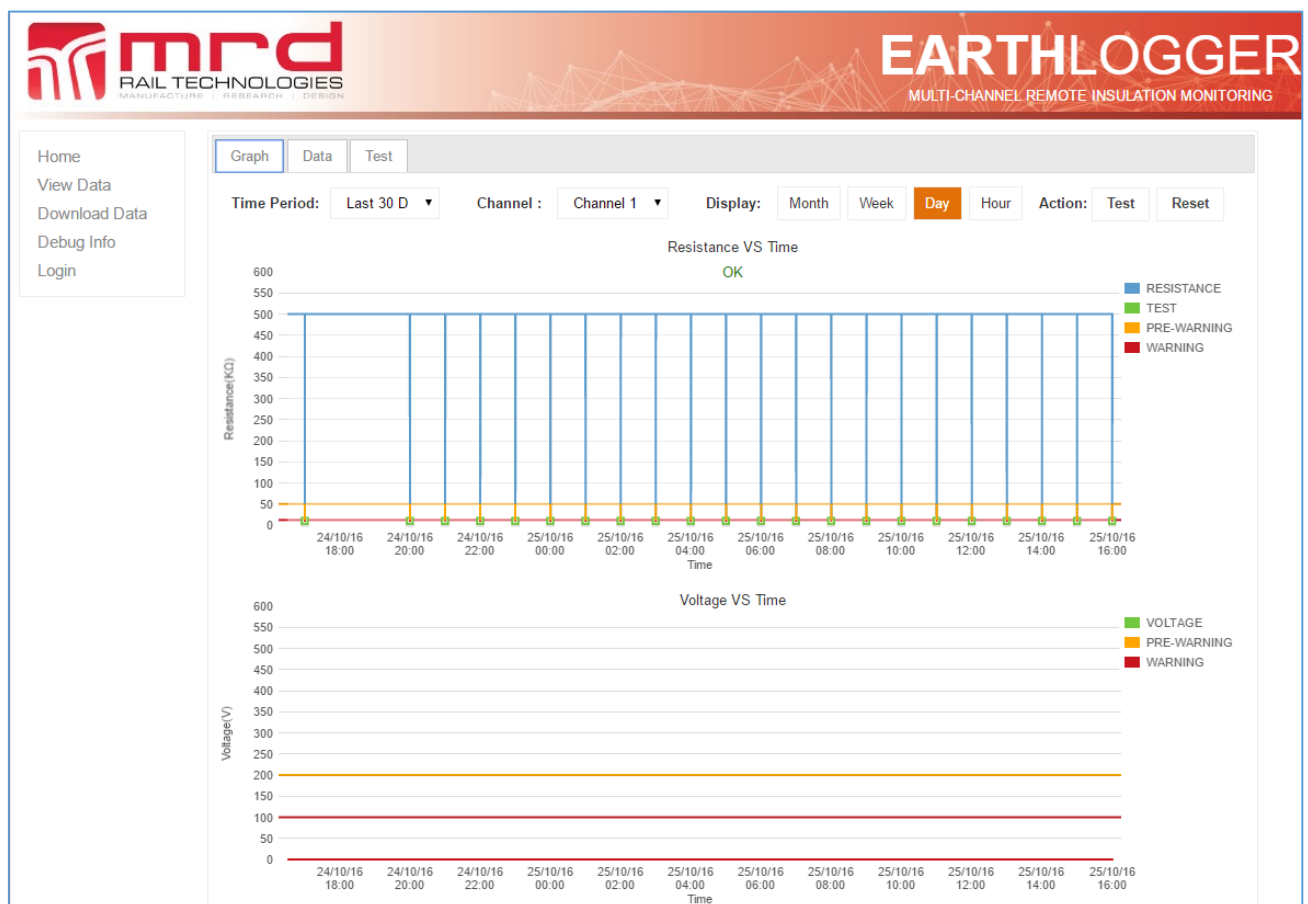 mrd
RAIL TECHNOLOGIES
MANUFACTURE | RESEARCH | DESIGN
EARTHLOGGER
MULTI-CHANNEL REMOTE INSULATION MONITORING
Home
View Data
Download Data
Debug Info
Login
Graph Data Test
Time Period: Last 30 D ▼ Channel : Channel 1 ▼ Display: Month Week Day Hour Action: Test Reset
Resistance VS Time
OK
600
550
500
450
400
350
300
250
200
150
100
50
0
Resistance(KΩ)
RESISTANCE
TEST
PRE-WARNING
WARNING
24/10/16 24/10/16 24/10/16 25/10/16 25/10/16 25/10/16 25/10/16 25/10/16 25/10/16 25/10/16 25/10/16 25/10/16
18:00 20:00 22:00 00:00 02:00 04:00 06:00 08:00 10:00 12:00 14:00 16:00
Time
Voltage VS Time
600
550
500
450
400
350
300
250
200
150
100
50
0
Voltage(V)
VOLTAGE
PRE-WARNING
WARNING
24/10/16 24/10/16 24/10/16 25/10/16 25/10/16 25/10/16 25/10/16 25/10/16 25/10/16 25/10/16 25/10/16 25/10/16
18:00 20:00 22:00 00:00 02:00 04:00 06:00 08:00 10:00 12:00 14:00 16:00
Time